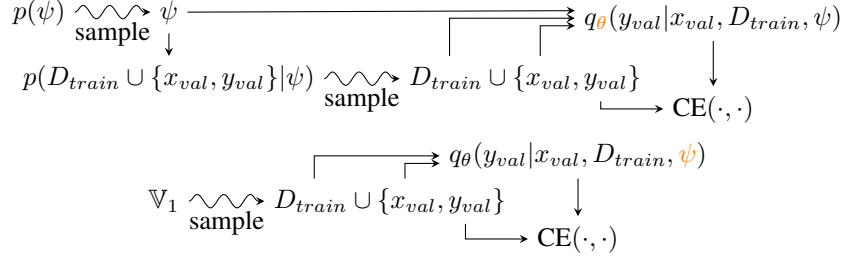 p(ψ) sample ψ q_θ(y_val|x_val, D_train, ψ)
p(D_train ∪ {x_val, y_val}|ψ) sample D_train ∪ {x_val, y_val}
CE(·, ·)
q_θ(y_val|x_val, D_train, ψ)
𝕍_1 sample D_train ∪ {x_val, y_val}
CE(·, ·)